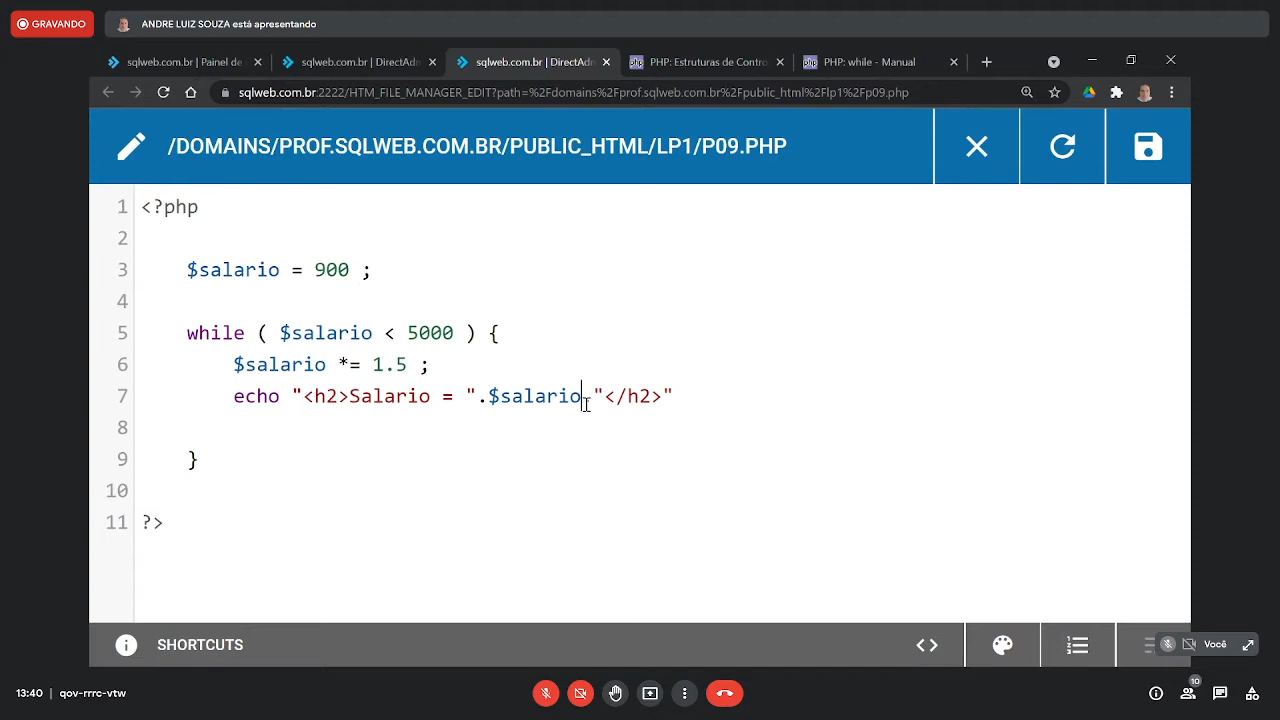 GRAVANDO
ANDRE LUIZ SOUZA está apresentando
sqlweb.com.br | Painel de
sqlweb.com.br | DirectAdm
sqlweb.com.br | DirectAdm
php PHP: Estruturas de Contro
php PHP: while - Manual
sqlweb.com.br:2222/HTM_FILE_MANAGER_EDIT?path=%2Fdomains%2Fprof.sqlweb.com.br%2Fpublic_html%2Flp1%2Fp09.php
/DOMAINS/PROF.SQLWEB.COM.BR/PUBLIC_HTML/LP1/P09.PHP
1 <?php
2
3 $salario = 900 ;
4
5 while ( $salario < 5000 ) {
6 $salario *= 1.5 ;
7 echo "<h2>Salario = ".$salario."</h2>"
8
9 }
10
11 ?>
i SHORTCUTS
<>
Você
13:40 | qov-rrrc-vtw
10